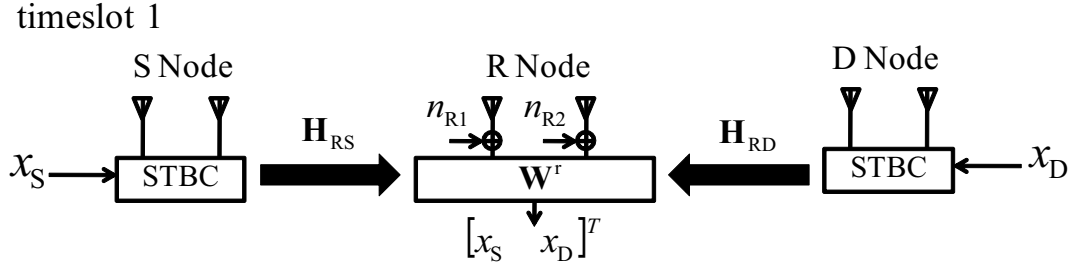 timeslot 1
S Node
R Node
D Node
n_R1
n_R2
H_RS
H_RD
x_S
STBC
W^r
STBC
x_D
[x_S x_D]^T